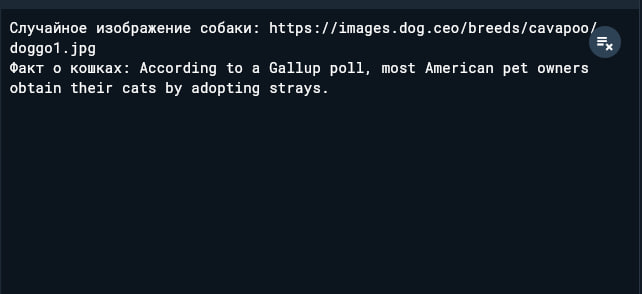 Случайное изображение собаки: https://images.dog.ceo/breeds/cavapoo/
doggo1.jpg
Факт о кошках: According to a Gallup poll, most American pet owners
obtain their cats by adopting strays.